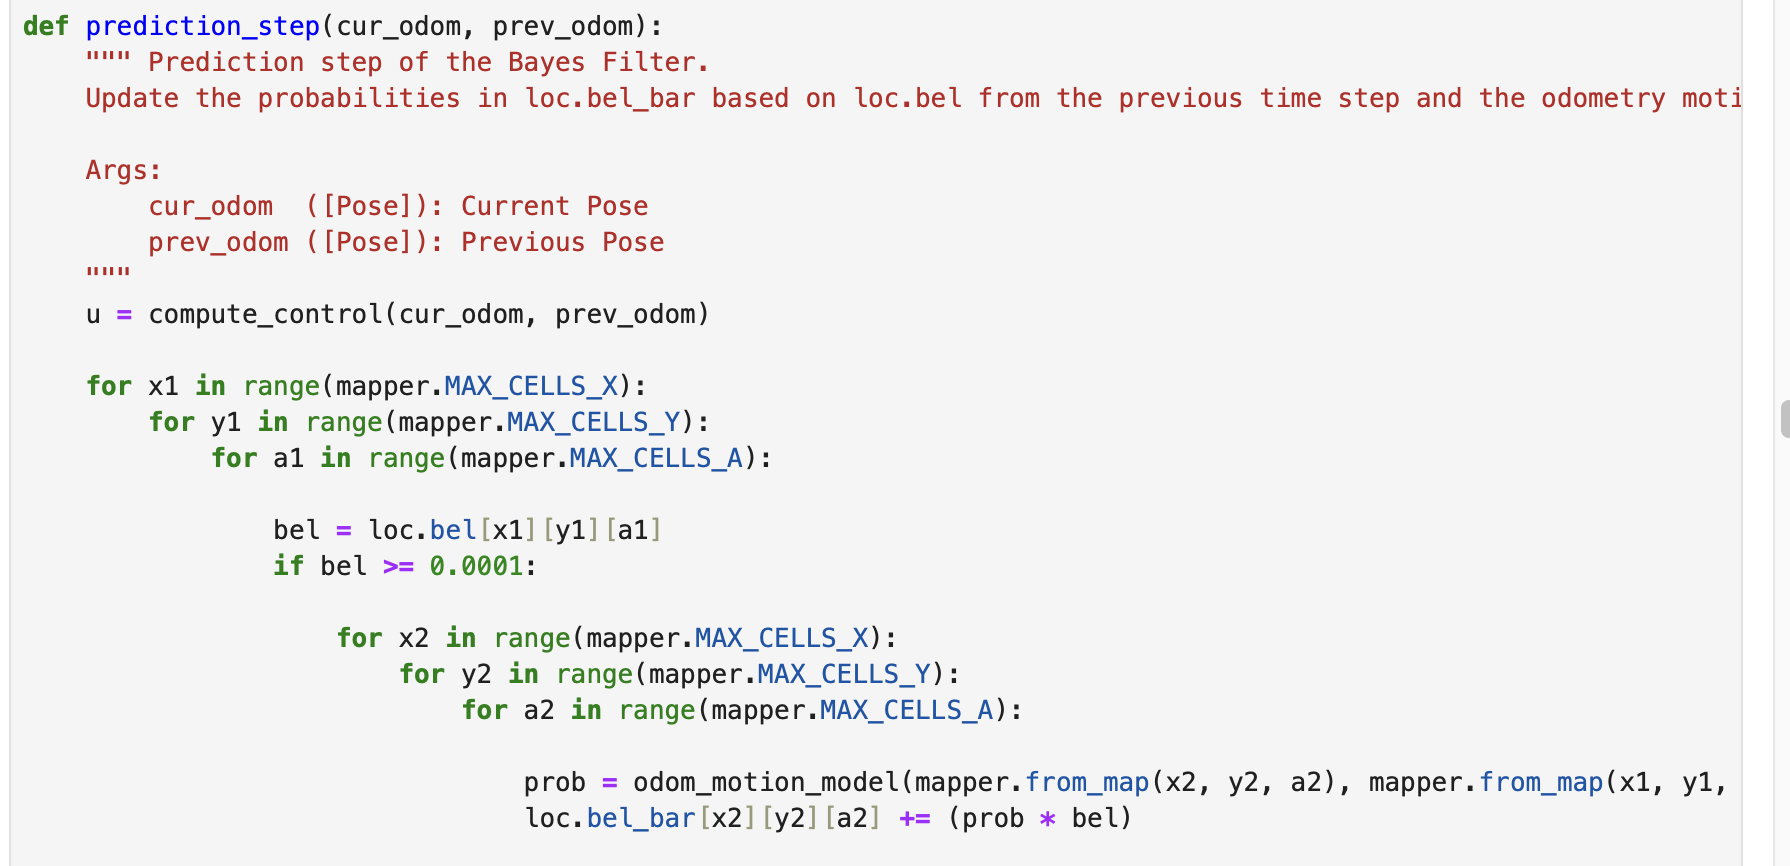 def prediction_step(cur_odom, prev_odom):
    """ Prediction step of the Bayes Filter.
    Update the probabilities in loc.bel_bar based on loc.bel from the previous time step and the odometry moti
    Args:
        cur_odom  ([Pose]): Current Pose
        prev_odom ([Pose]): Previous Pose
    """
    u = compute_control(cur_odom, prev_odom)
    for x1 in range(mapper.MAX_CELLS_X):
        for y1 in range(mapper.MAX_CELLS_Y):
            for a1 in range(mapper.MAX_CELLS_A):
                bel = loc.bel[x1][y1][a1]
                if bel >= 0.0001:
                    for x2 in range(mapper.MAX_CELLS_X):
                        for y2 in range(mapper.MAX_CELLS_Y):
                            for a2 in range(mapper.MAX_CELLS_A):
                                prob = odom_motion_model(mapper.from_map(x2, y2, a2), mapper.from_map(x1, y1,
                                loc.bel_bar[x2][y2][a2] += (prob * bel)